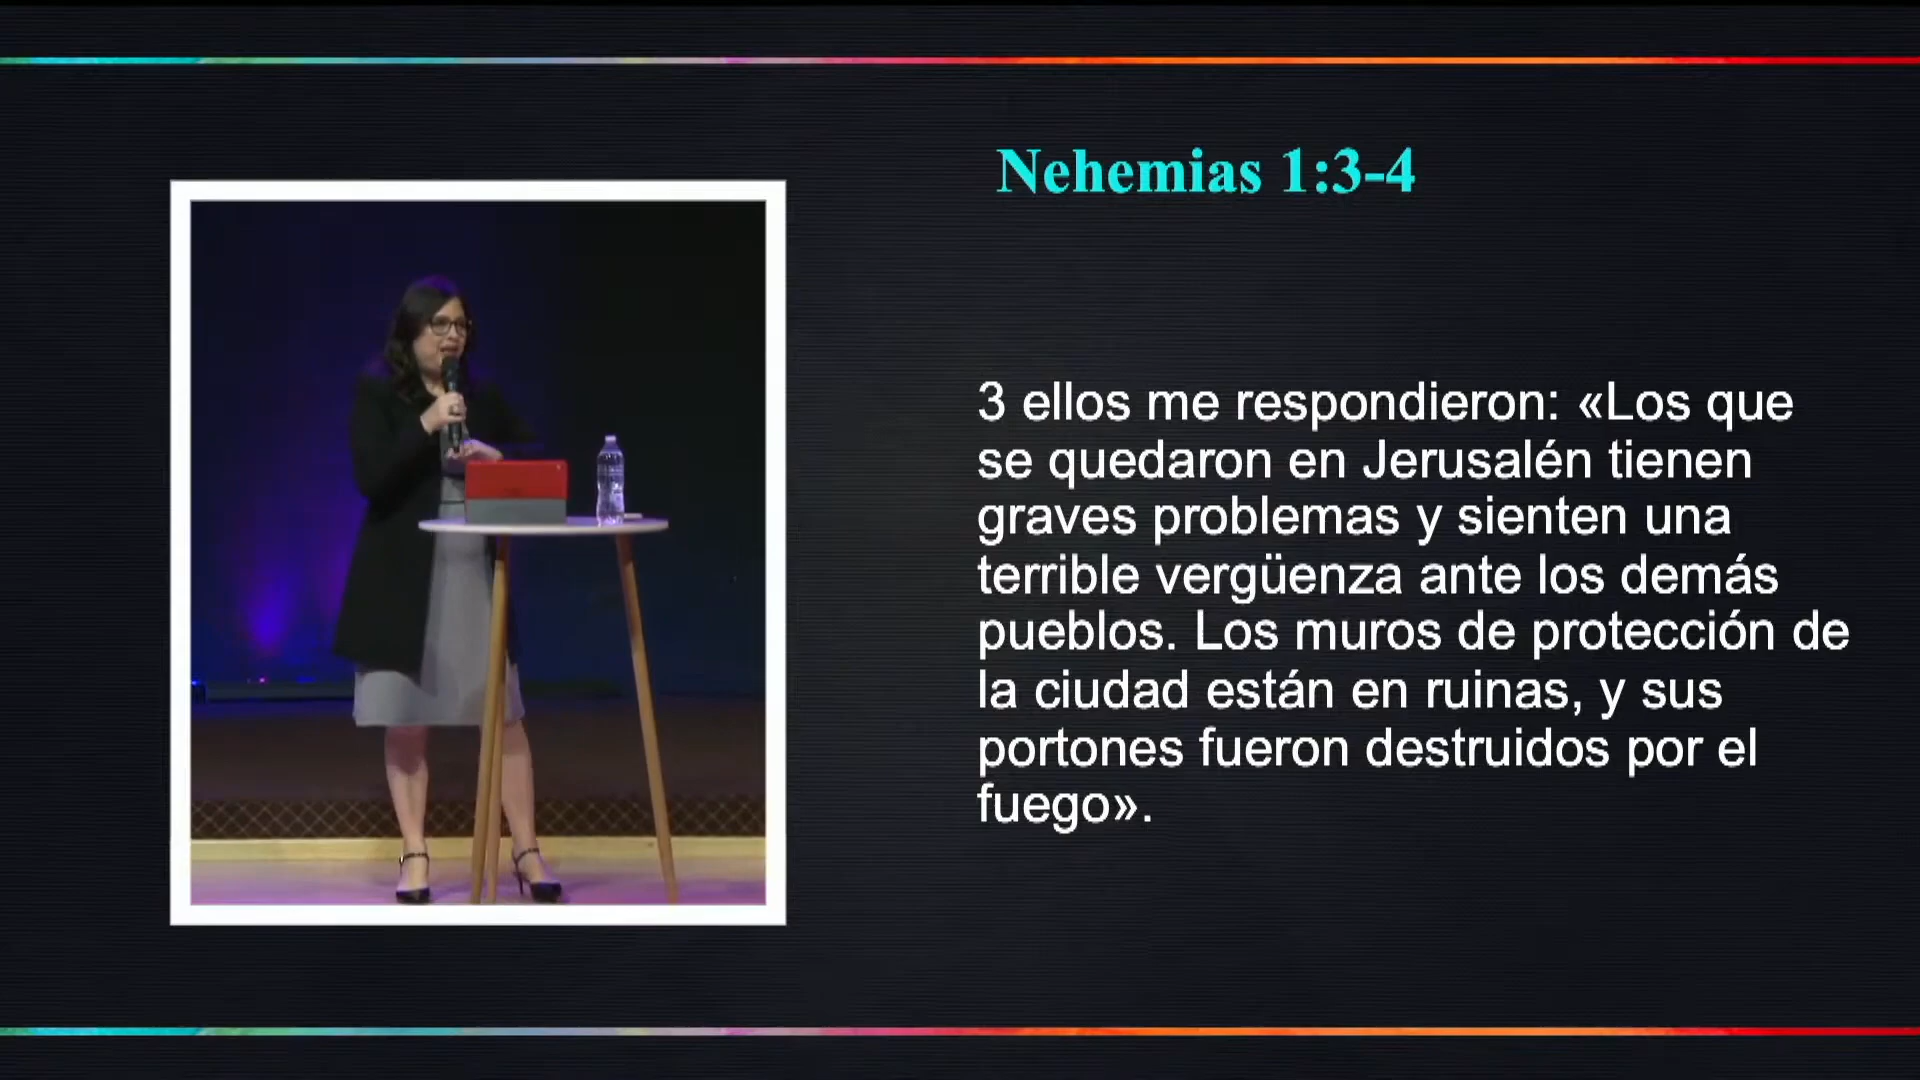 Nehemias 1:3-4
3 ellos me respondieron: «Los que
se quedaron en Jerusalén tienen
graves problemas y sienten una
terrible vergüenza ante los demás
pueblos. Los muros de protección de
la ciudad están en ruinas, y sus
portones fueron destruidos por el
fuego».